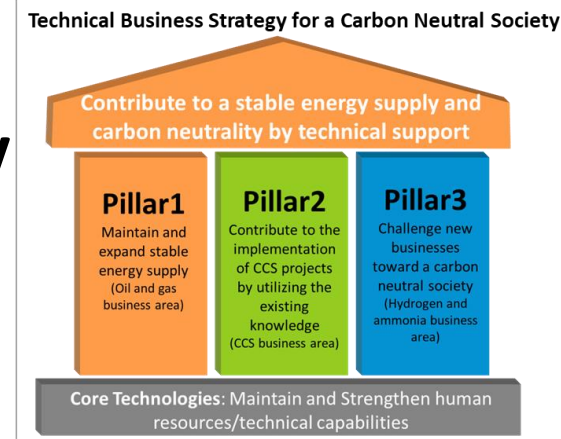 Technical Business Strategy for a Carbon Neutral Society
Contribute to a stable energy supply and
carbon neutrality by technical support
Pillar1
Maintain and
expand stable
energy supply
(Oil and gas
business area)
Pillar2
Contribute to the
implementation
of CCS projects
by utilizing the
existing
knowledge
(CCS business area)
Pillar3
Challenge new
businesses
toward a carbon
neutral society
(Hydrogen and
ammonia business
area)
Core Technologies: Maintain and Strengthen human
resources/technical capabilities